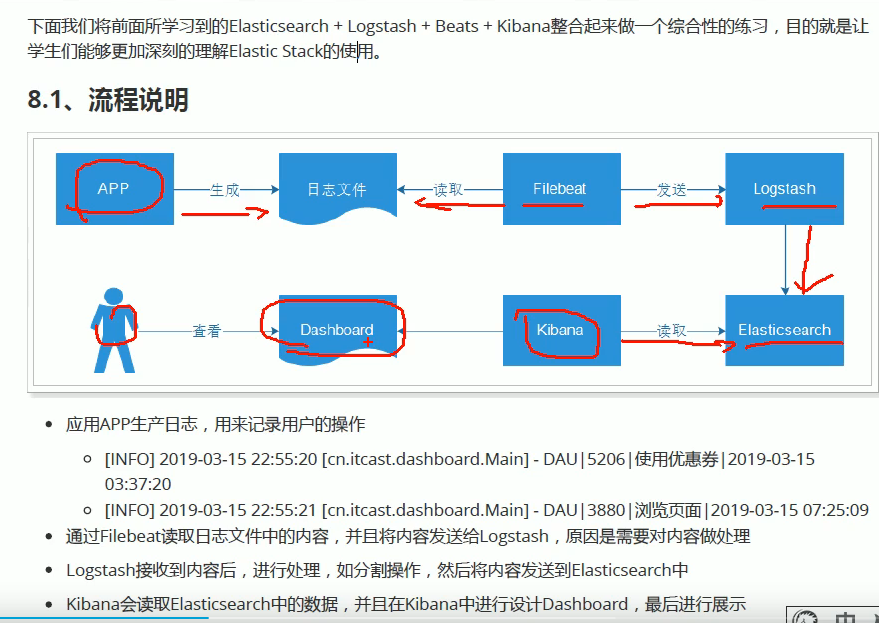 下面我们将前面所学习到的Elasticsearch + Logstash + Beats + Kibana整合起来做一个综合性的练习，目的就是让
学生们能够更加深刻的理解Elastic Stack的使用。
8.1、流程说明
APP
生成
日志文件
读取
Filebeat
发送
Logstash
查看
Dashboard
Kibana
读取
Elasticsearch
应用APP生产日志，用来记录用户的操作
[INFO] 2019-03-15 22:55:20 [cn.itcast.dashboard.Main] - DAU|5206|使用优惠券|2019-03-15
03:37:20
[INFO] 2019-03-15 22:55:21 [cn.itcast.dashboard.Main] - DAU|3880|浏览页面|2019-03-15 07:25:09
通过Filebeat读取日志文件中的内容，并且将内容发送给Logstash，原因是需要对内容做处理
Logstash接收到内容后，进行处理，如分割操作，然后将内容发送到Elasticsearch中
Kibana会读取Elasticsearch中的数据，并且在Kibana中进行设计Dashboard，最后进行展示